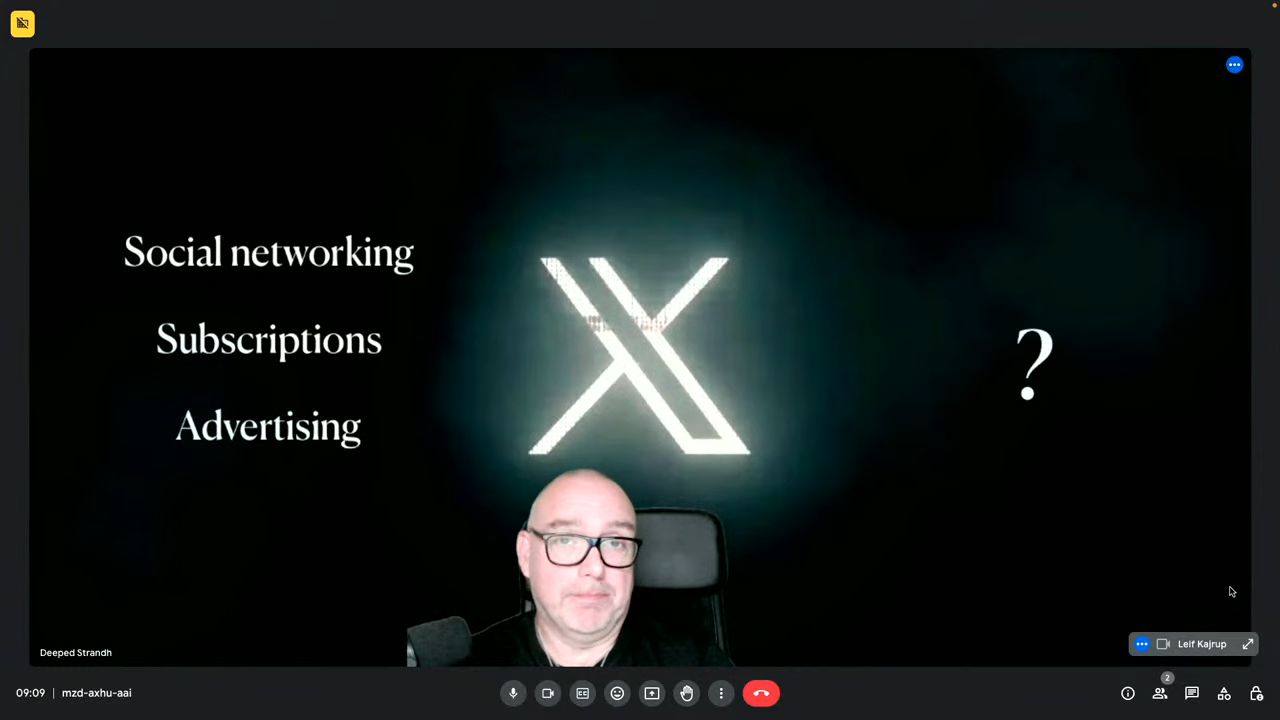 Social networking
Subscriptions
Advertising
X
?
Deeped Strandh
Leif Kajrup
09:09 | mzd-axhu-aai
2